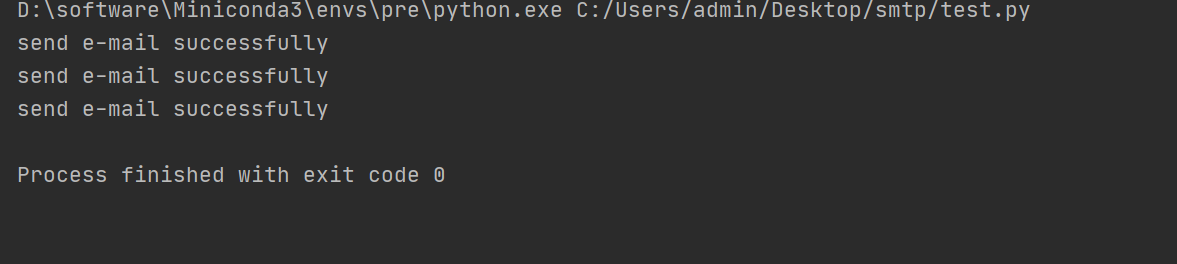 D:\software\Miniconda3\envs\pre\python.exe C:/Users/admin/Desktop/smtp/test.py
send e-mail successfully
send e-mail successfully
send e-mail successfully
Process finished with exit code 0